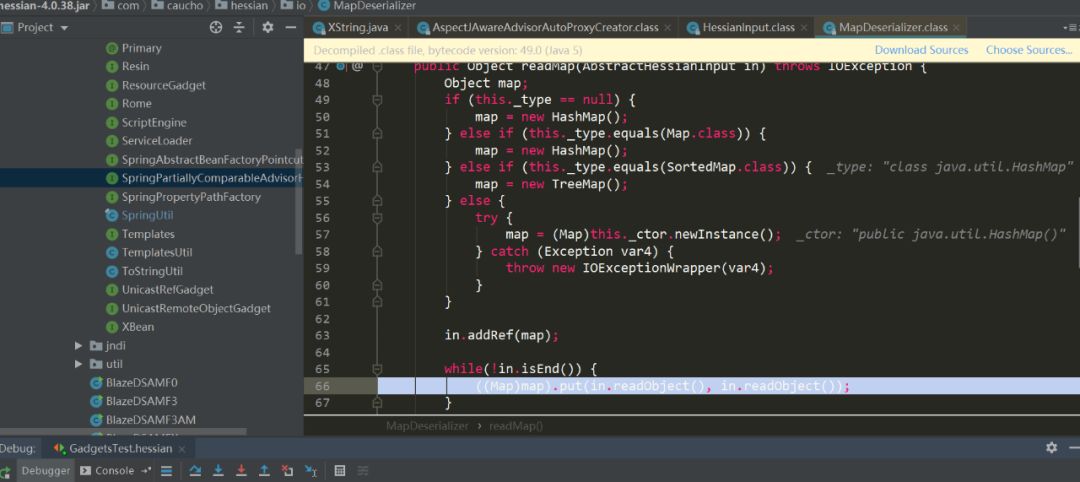 hessian-4.0.38.jar › com › caucho › hessian › io › MapDeserializer
Project
XString.java × AspectJAwareAdvisorAutoProxyCreator.class × HessianInput.class × MapDeserializer.class ×
Decompiled .class file, bytecode version: 49.0 (Java 5) Download Sources Choose Sources...
Primary
Resin
ResourceGadget
Rome
ScriptEngine
ServiceLoader
SpringAbstractBeanFactoryPointcut
SpringPartiallyComparableAdvisorH
SpringPropertyPathFactory
SpringUtil
Templates
TemplatesUtil
ToStringUtil
UnicastRefGadget
UnicastRemoteObjectGadget
XBean
jndi
util
BlazeDSAMF0
BlazeDSAMF3
BlazeDSAMF3AM
47 @ public Object readMap(AbstractHessianInput in) throws IOException {
48 Object map;
49 if (this._type == null) {
50 map = new HashMap();
51 } else if (this._type.equals(Map.class)) {
52 map = new HashMap();
53 } else if (this._type.equals(SortedMap.class)) { _type: "class java.util.HashMap"
54 map = new TreeMap();
55 } else {
56 try {
57 map = (Map)this._ctor.newInstance(); _ctor: "public java.util.HashMap()"
58 } catch (Exception var4) {
59 throw new IOExceptionWrapper(var4);
60 }
61 }
62
63 in.addRef(map);
64
65 while(!in.isEnd()) {
66 ((Map)map).put(in.readObject(), in.readObject());
67 }
MapDeserializer › readMap()
Debug: GadgetsTest.hessian ×
Debugger Console